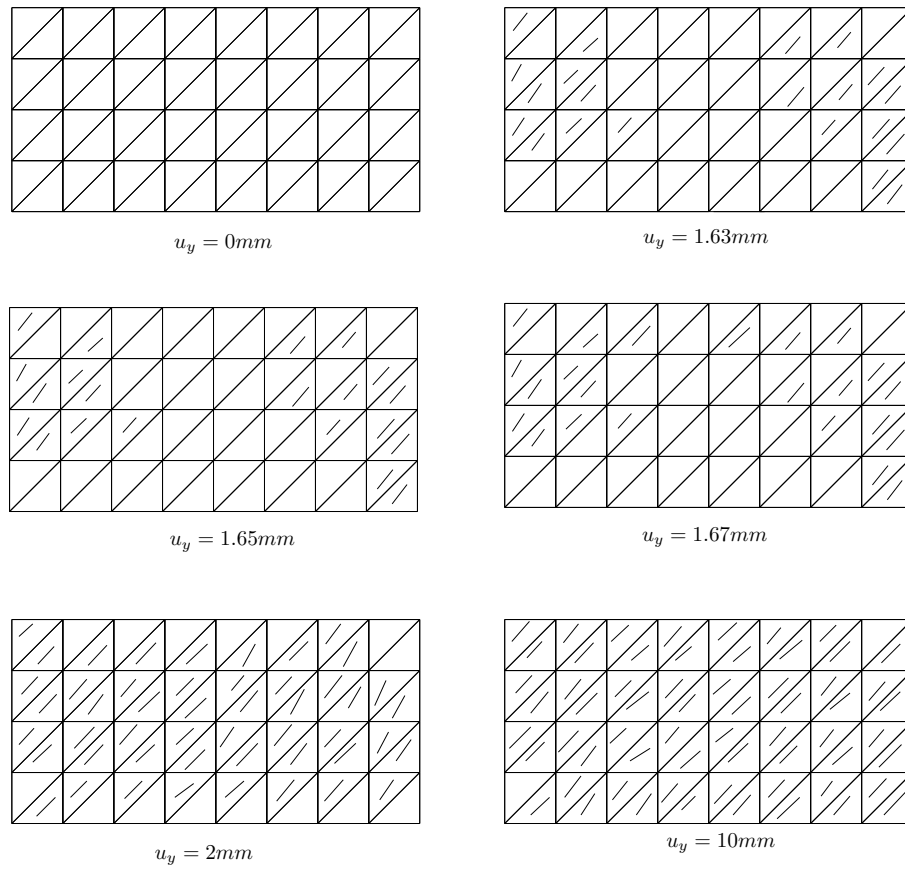 u_y = 0mm
u_y = 1.63mm
u_y = 1.65mm
u_y = 1.67mm
u_y = 2mm
u_y = 10mm